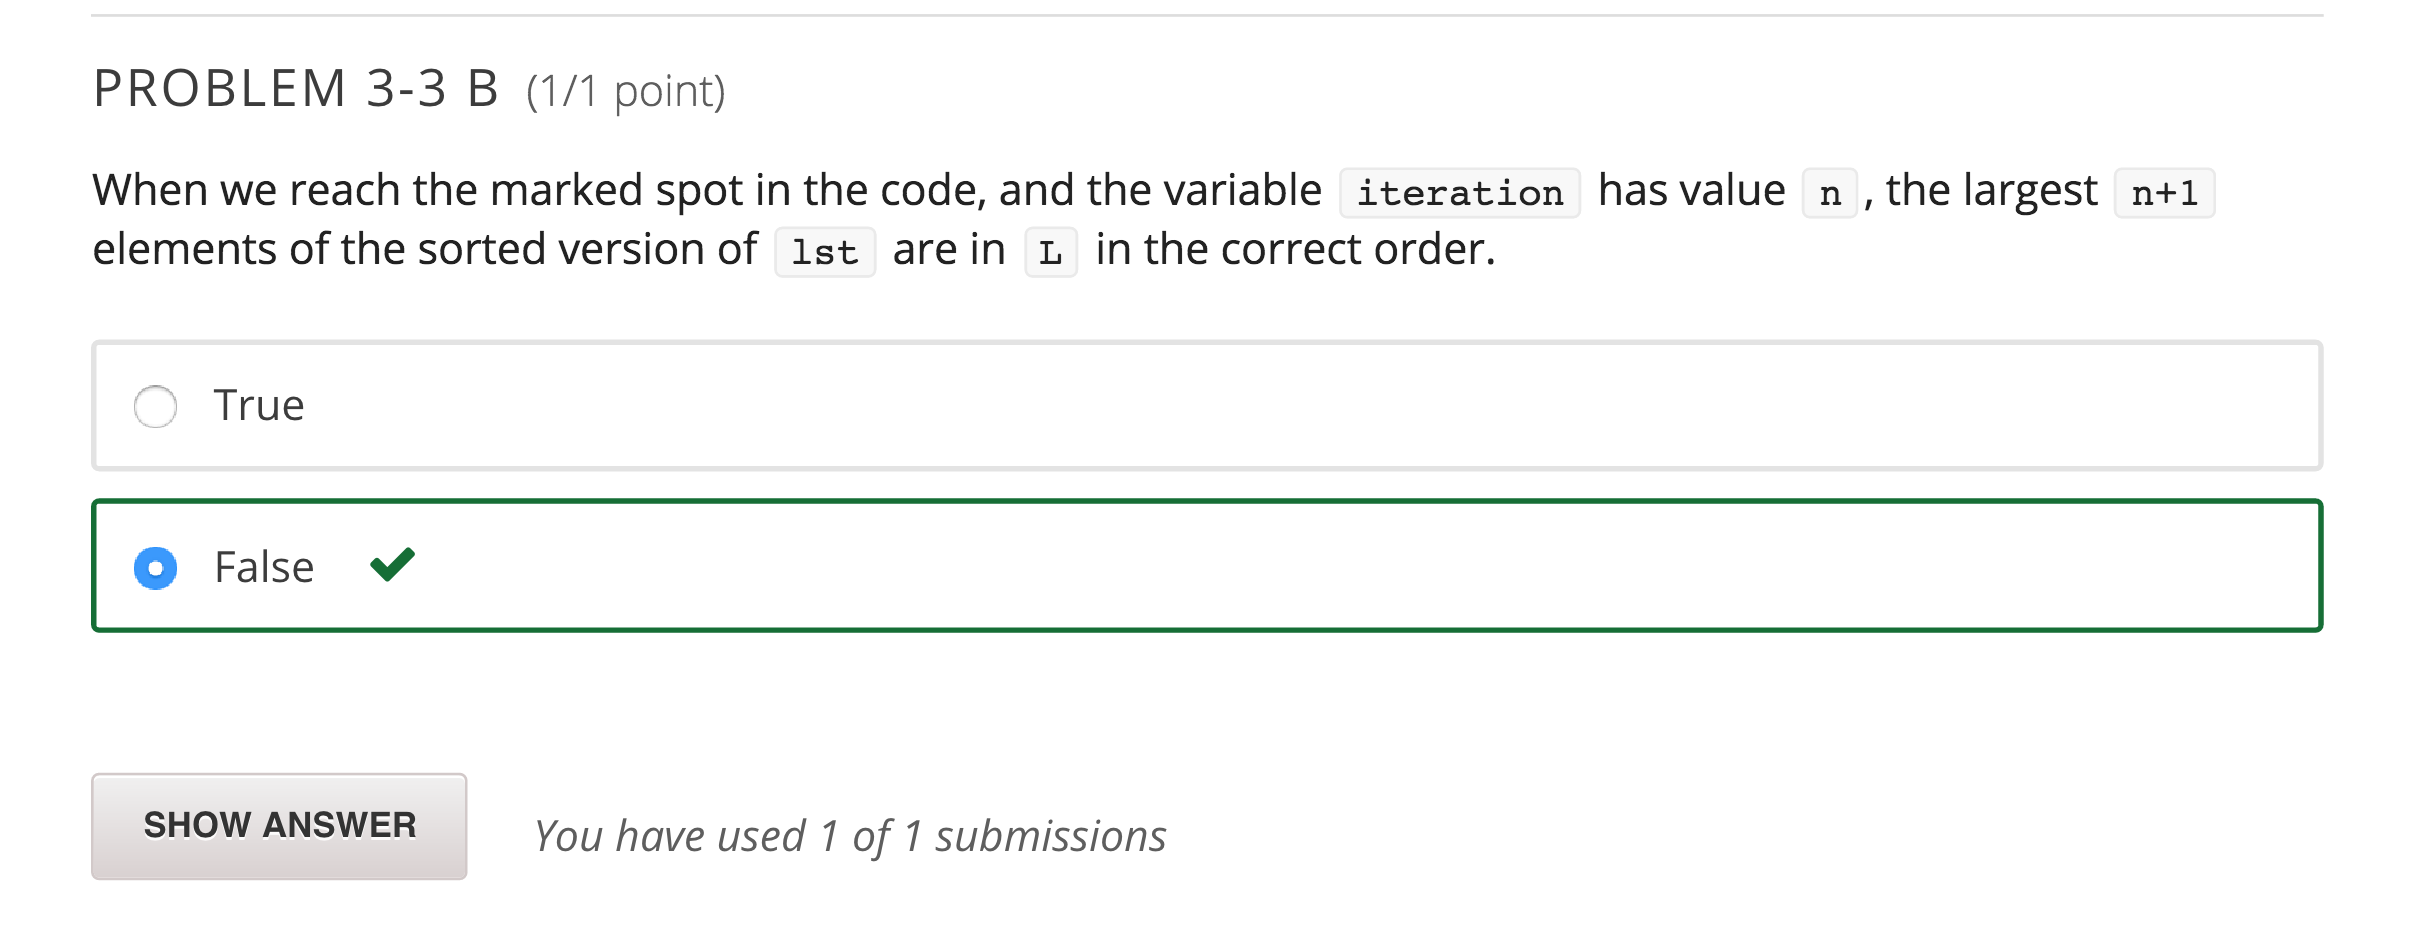 PROBLEM 3-3 B (1/1 point)
When we reach the marked spot in the code, and the variable iteration has value n, the largest n+1
elements of the sorted version of lst are in L in the correct order.
True
False
SHOW ANSWER
You have used 1 of 1 submissions